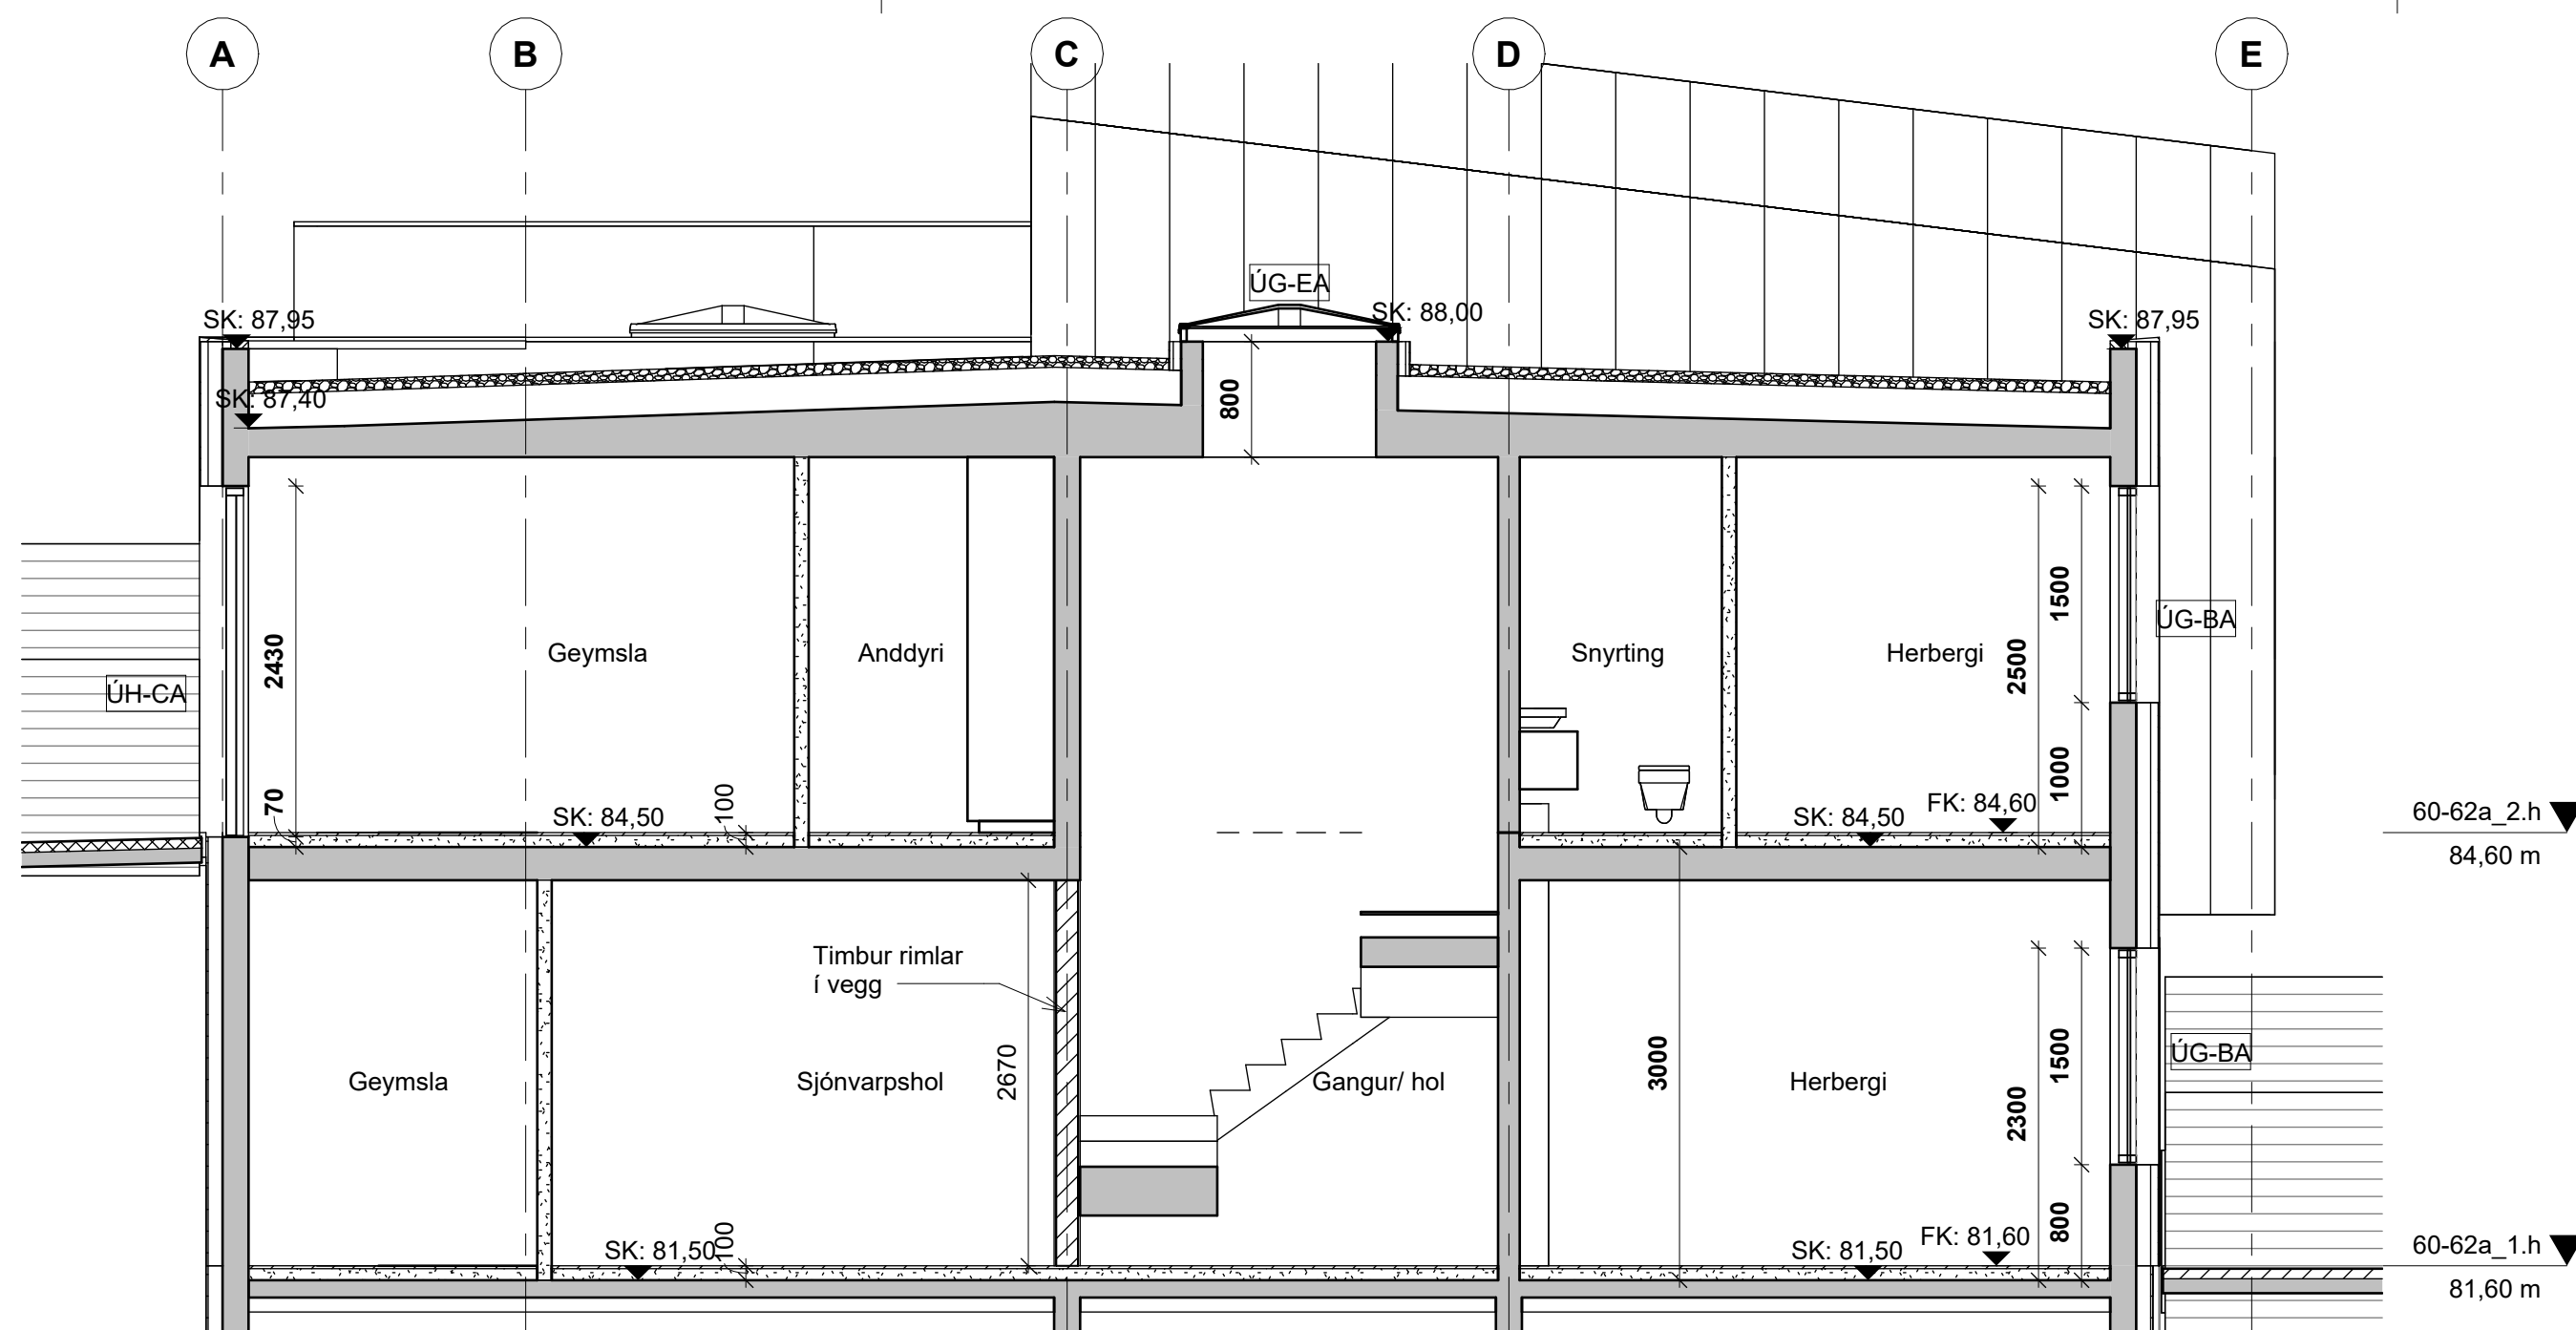 A
B
C
D
E
ÚG-EA
SK: 87,95
SK: 88,00
SK: 87,95
SK: 87,40
800
2430
Geymsla
Anddyri
Snyrting
Herbergi
2500
1500
ÚG-BA
ÚH-CA
70
SK: 84,50
100
SK: 84,50
FK: 84,60
1000
60-62a_2.h
84,60 m
Timbur rimlar
í vegg
Geymsla
Sjónvarpshol
2670
Gangur/ hol
3000
Herbergi
2300
1500
ÚG-BA
SK: 81,50
100
SK: 81,50
FK: 81,60
800
60-62a_1.h
81,60 m